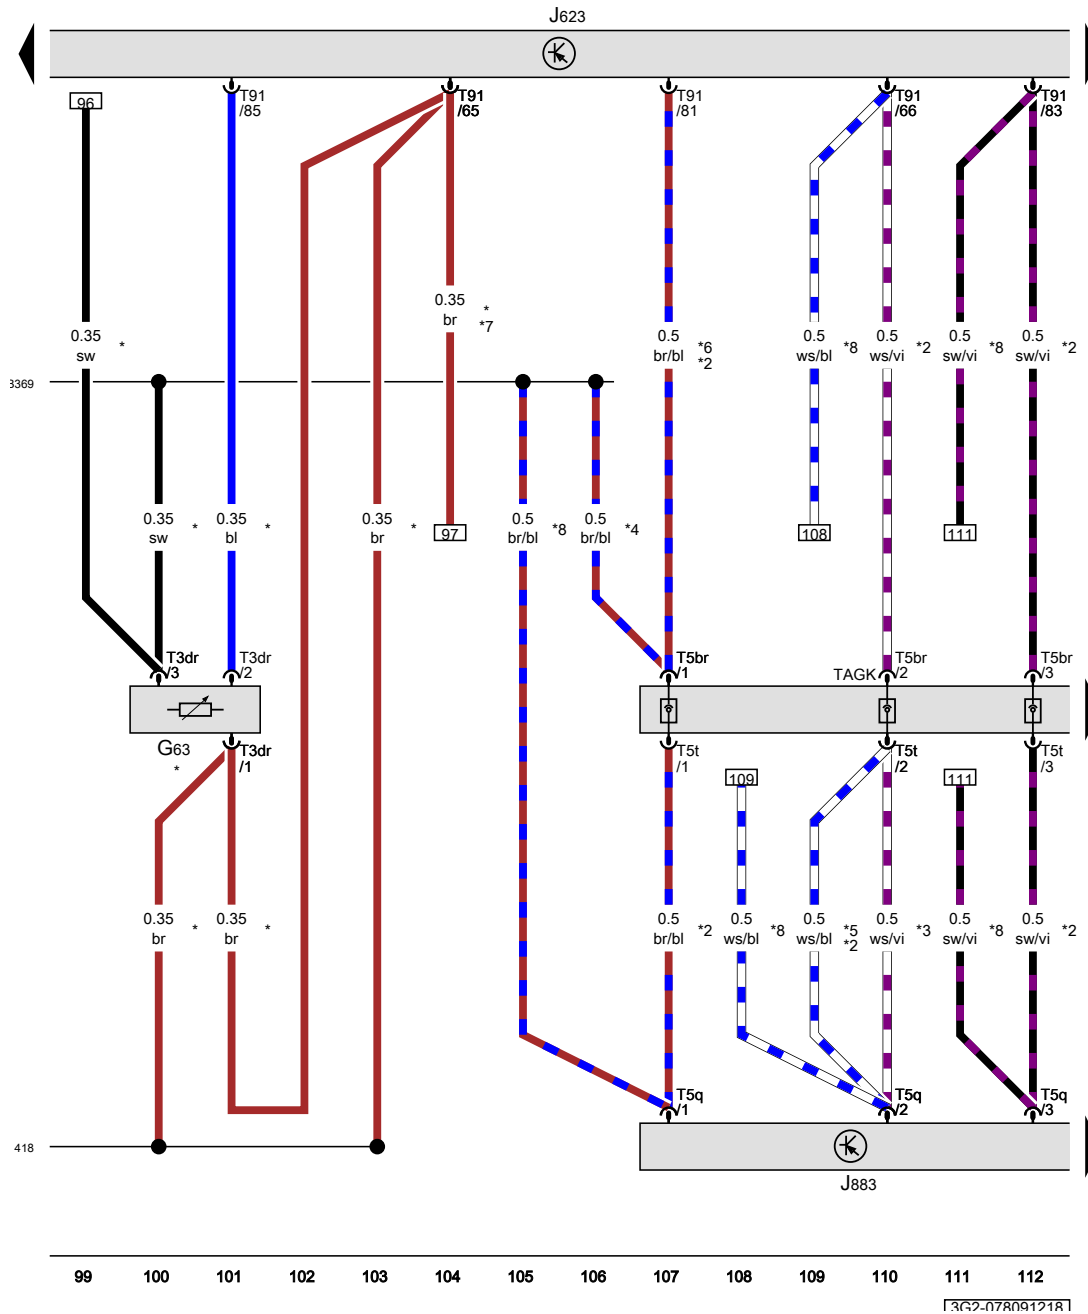 J623
96
T91
/85
T91
/65
T91
/81
T91
/66
T91
/83
0.35
br
*
*7
0.35
sw
*
0.5
br/bl
*6
*2
0.5
ws/bl
*8
0.5
ws/vi
*2
0.5
sw/vi
*8
0.5
sw/vi
*2
3369
0.35
sw
*
0.35
bl
*
0.35
br
*
97
0.5
br/bl
*8
0.5
br/bl
*4
108
111
T3dr
/3
T3dr
/2
T5br
/1
TAGK
T5br
/2
T5br
/3
G63
*
T3dr
/1
T5t
/1
T5t
/2
T5t
/3
109
111
0.35
br
*
0.35
br
*
0.5
br/bl
*2
0.5
ws/bl
*8
0.5
ws/bl
*5
*2
0.5
ws/vi
*3
0.5
sw/vi
*8
0.5
sw/vi
*2
T5q
/1
T5q
/2
T5q
/3
418
J883
99 100 101 102 103 104 105 106 107 108 109 110 111 112
3G2-078091218